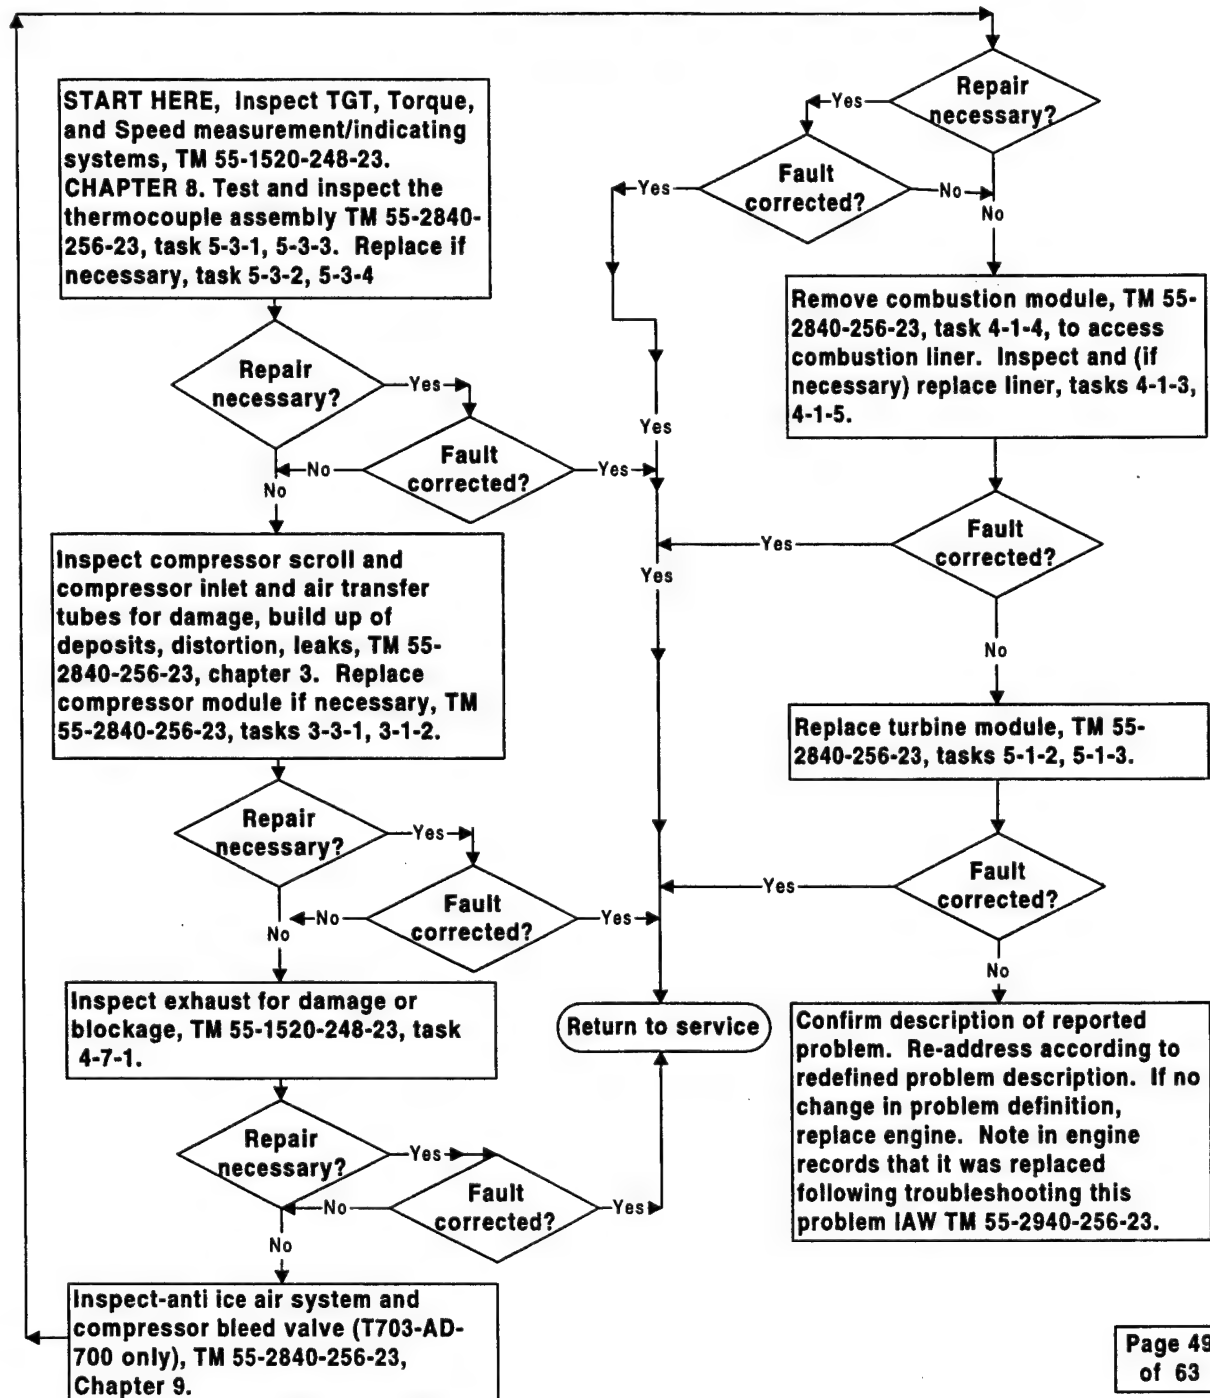 START HERE, Inspect TGT, Torque,
and Speed measurement/indicating
systems, TM 55-1520-248-23.
CHAPTER 8. Test and inspect the
thermocouple assembly TM 55-2840-
256-23, task 5-3-1, 5-3-3. Replace if
necessary, task 5-3-2, 5-3-4
Repair
necessary?
Yes
Fault
corrected?
No
Yes
No
Inspect compressor scroll and
compressor inlet and air transfer
tubes for damage, build up of
deposits, distortion, leaks, TM 55-
2840-256-23, chapter 3. Replace
compressor module if necessary, TM
55-2840-256-23, tasks 3-3-1, 3-1-2.
Repair
necessary?
Yes
Fault
corrected?
No
Yes
No
Inspect exhaust for damage or
blockage, TM 55-1520-248-23, task
4-7-1.
Repair
necessary?
Yes
Fault
corrected?
No
Yes
No
Inspect-anti ice air system and
compressor bleed valve (T703-AD-
700 only), TM 55-2840-256-23,
Chapter 9.
Repair
necessary?
Yes
Fault
corrected?
Yes
No
No
Yes
Yes
Remove combustion module, TM 55-
2840-256-23, task 4-1-4, to access
combustion liner. Inspect and (if
necessary) replace liner, tasks 4-1-3,
4-1-5.
Fault
corrected?
Yes
No
Replace turbine module, TM 55-
2840-256-23, tasks 5-1-2, 5-1-3.
Fault
corrected?
Yes
No
Return to service
Confirm description of reported
problem. Re-address according to
redefined problem description. If no
change in problem definition,
replace engine. Note in engine
records that it was replaced
following troubleshooting this
problem IAW TM 55-2940-256-23.
Page 49
of 63